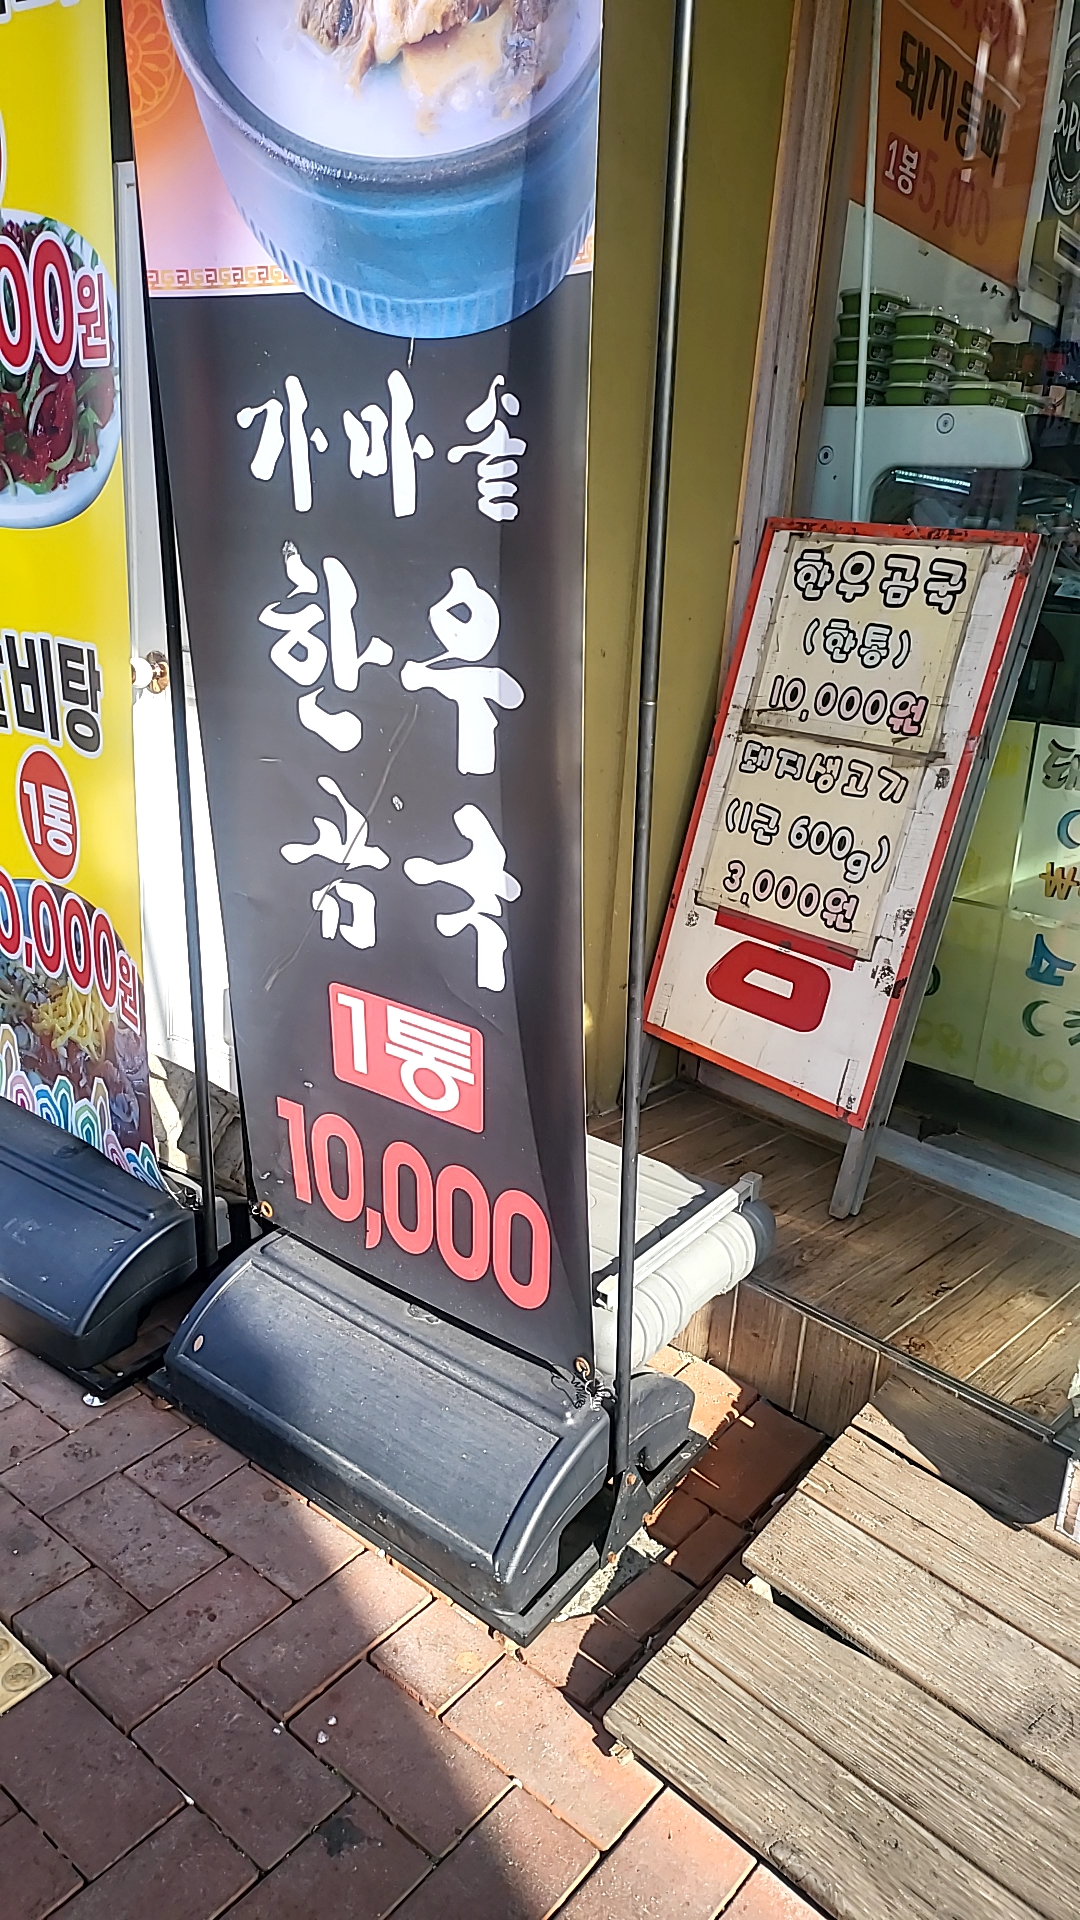 00원
비탕
1통
0,000원
가마솥
한우
곰국
1통
10,000
돼지등뼈
1봉 5,000
한우곰국
(한통)
10,000원
돼지생고기
(1근 600g)
3,000원